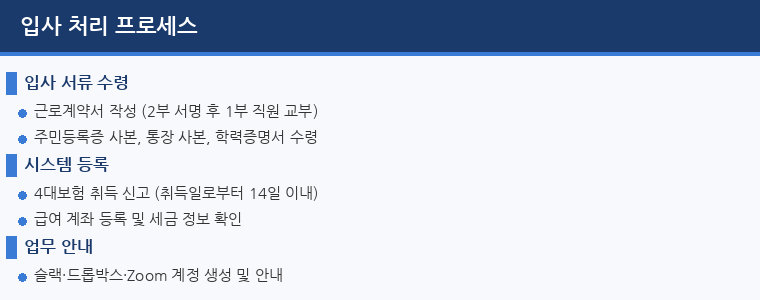 입사 처리 프로세스
입사 서류 수령
근로계약서 작성 (2부 서명 후 1부 직원 교부)
주민등록증 사본, 통장 사본, 학력증명서 수령
시스템 등록
4대보험 취득 신고 (취득일로부터 14일 이내)
급여 계좌 등록 및 세금 정보 확인
업무 안내
슬랙·드롭박스·Zoom 계정 생성 및 안내